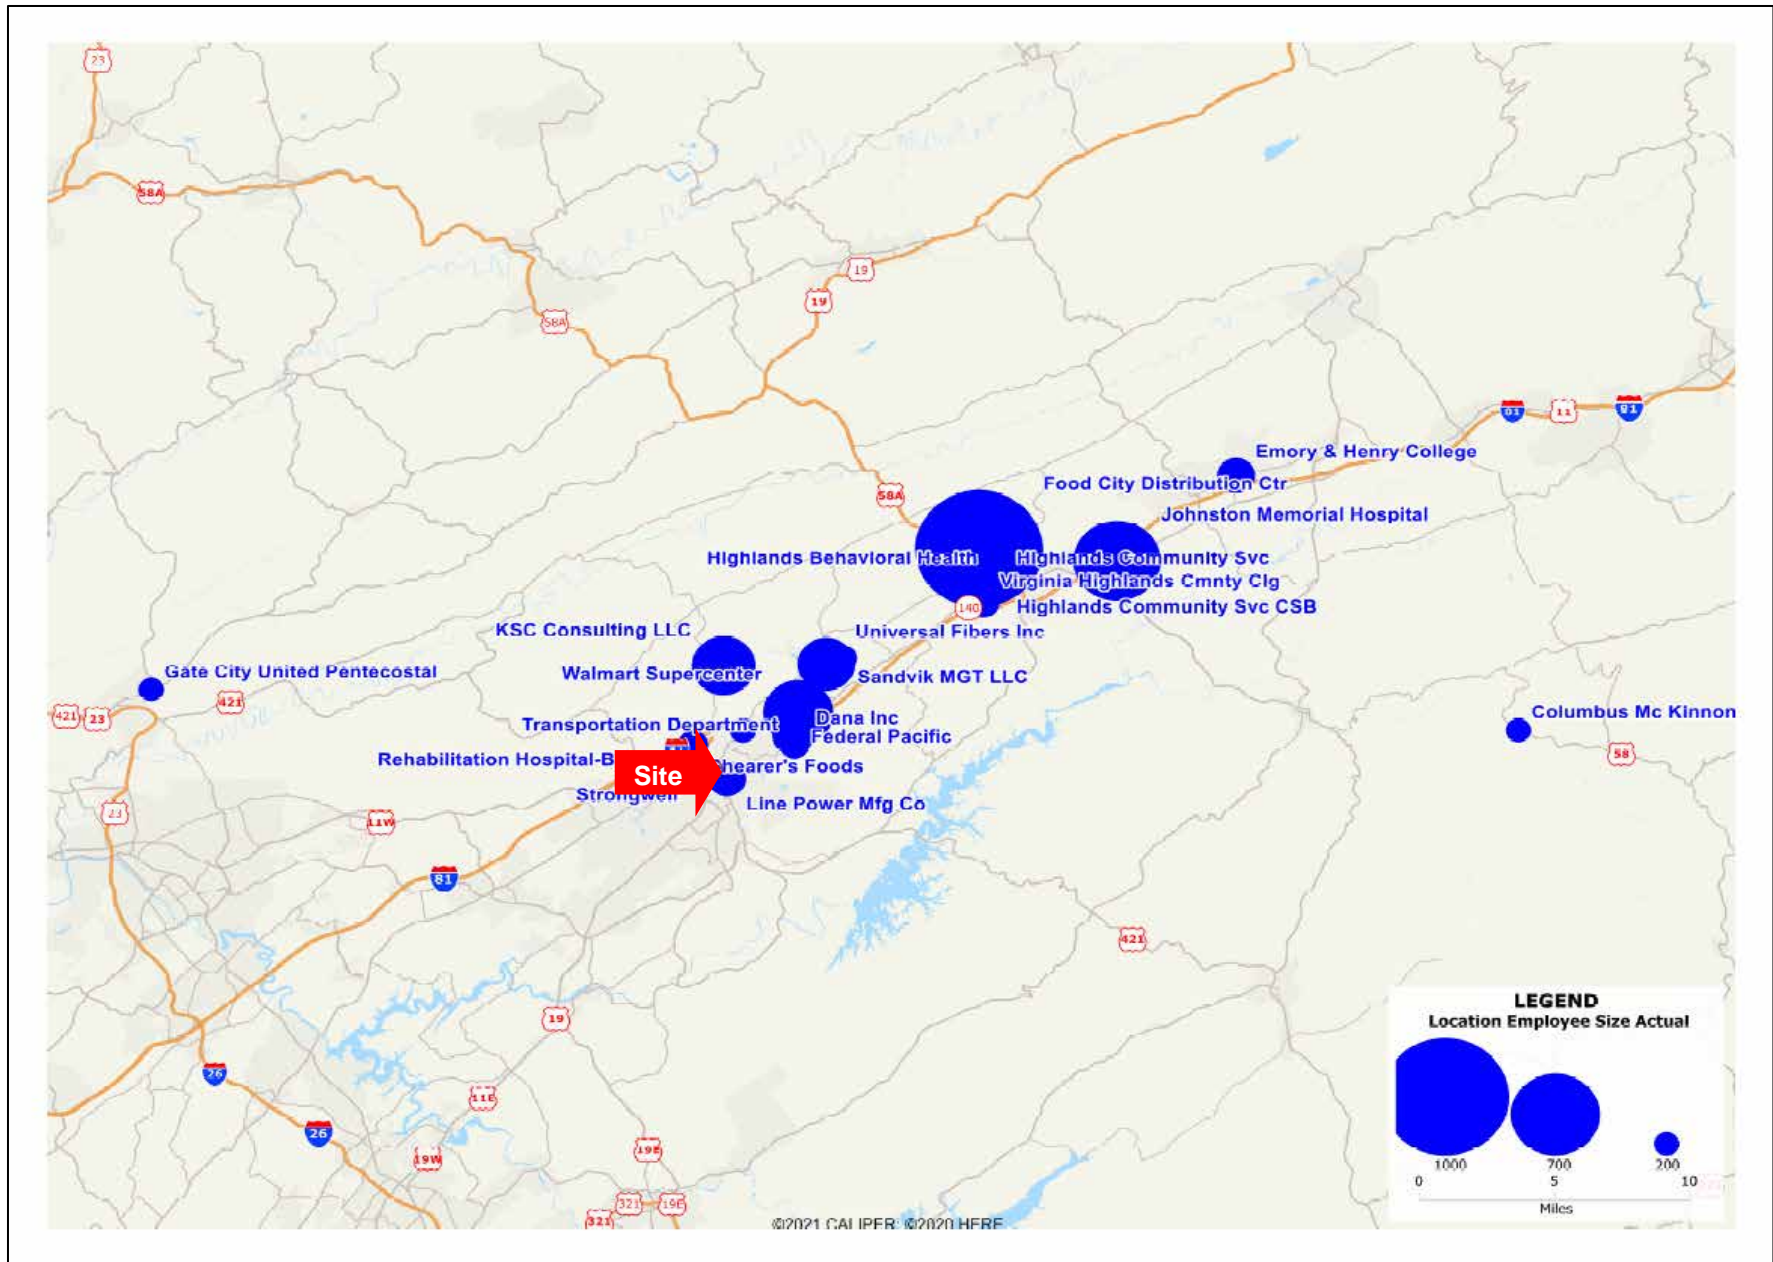 23
58A
58A
19
19
58A
81
11
81
Emory & Henry College
Food City Distribution Ctr
Johnston Memorial Hospital
Highlands Behavioral Health
Highlands Community Svc
Virginia Highlands Cmnty Clg
140
Highlands Community Svc CSB
KSC Consulting LLC
Universal Fibers Inc
Gate City United Pentecostal
Walmart Supercenter
Sandvik MGT LLC
421
23
421
Transportation Department
Dana Inc
Federal Pacific
Columbus Mc Kinnon
58
Rehabilitation Hospital-B
Site
Shearer's Foods
Strongwell
Line Power Mfg Co
23
11W
81
421
19
26
11E
26
19W
19E
321
19E
321
LEGEND
Location Employee Size Actual
1000 700 200
0 5 10
Miles
©2021 CALIPER; ©2020 HERE